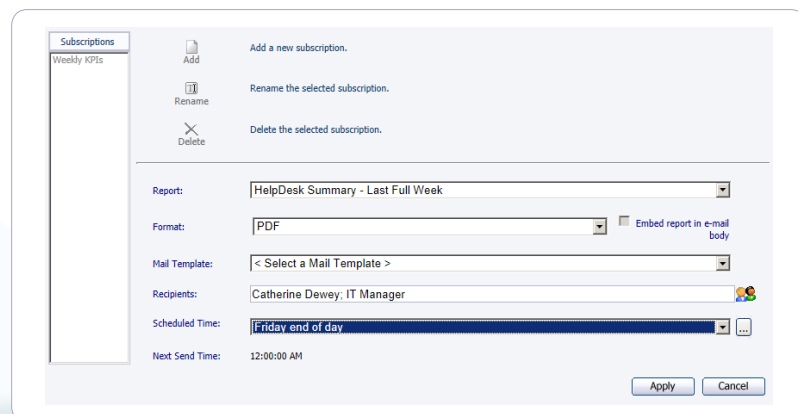 Subscriptions
Weekly KPIs
Add
Add a new subscription.
Rename
Rename the selected subscription.
Delete
Delete the selected subscription.
Report:
HelpDesk Summary - Last Full Week
Format:
PDF
Embed report in e-mail
body
Mail Template:
< Select a Mail Template >
Recipients:
Catherine Dewey; IT Manager
Scheduled Time:
Friday end of day
...
Next Send Time:
12:00:00 AM
Apply
Cancel